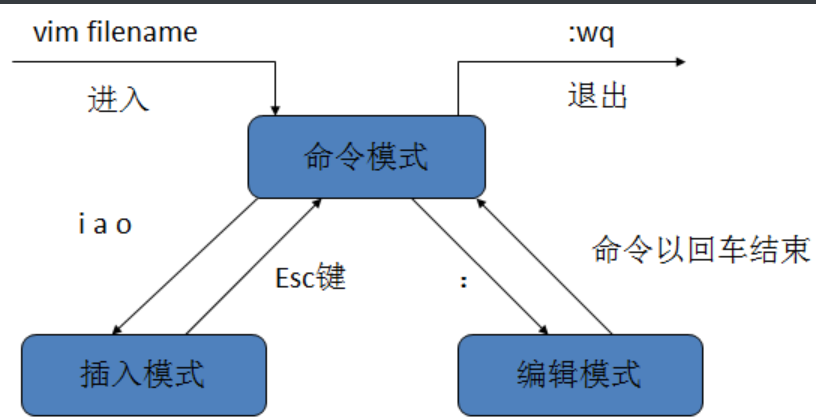 vim filename
:wq
进入
退出
命令模式
i a o
Esc键
:
命令以回车结束
插入模式
编辑模式